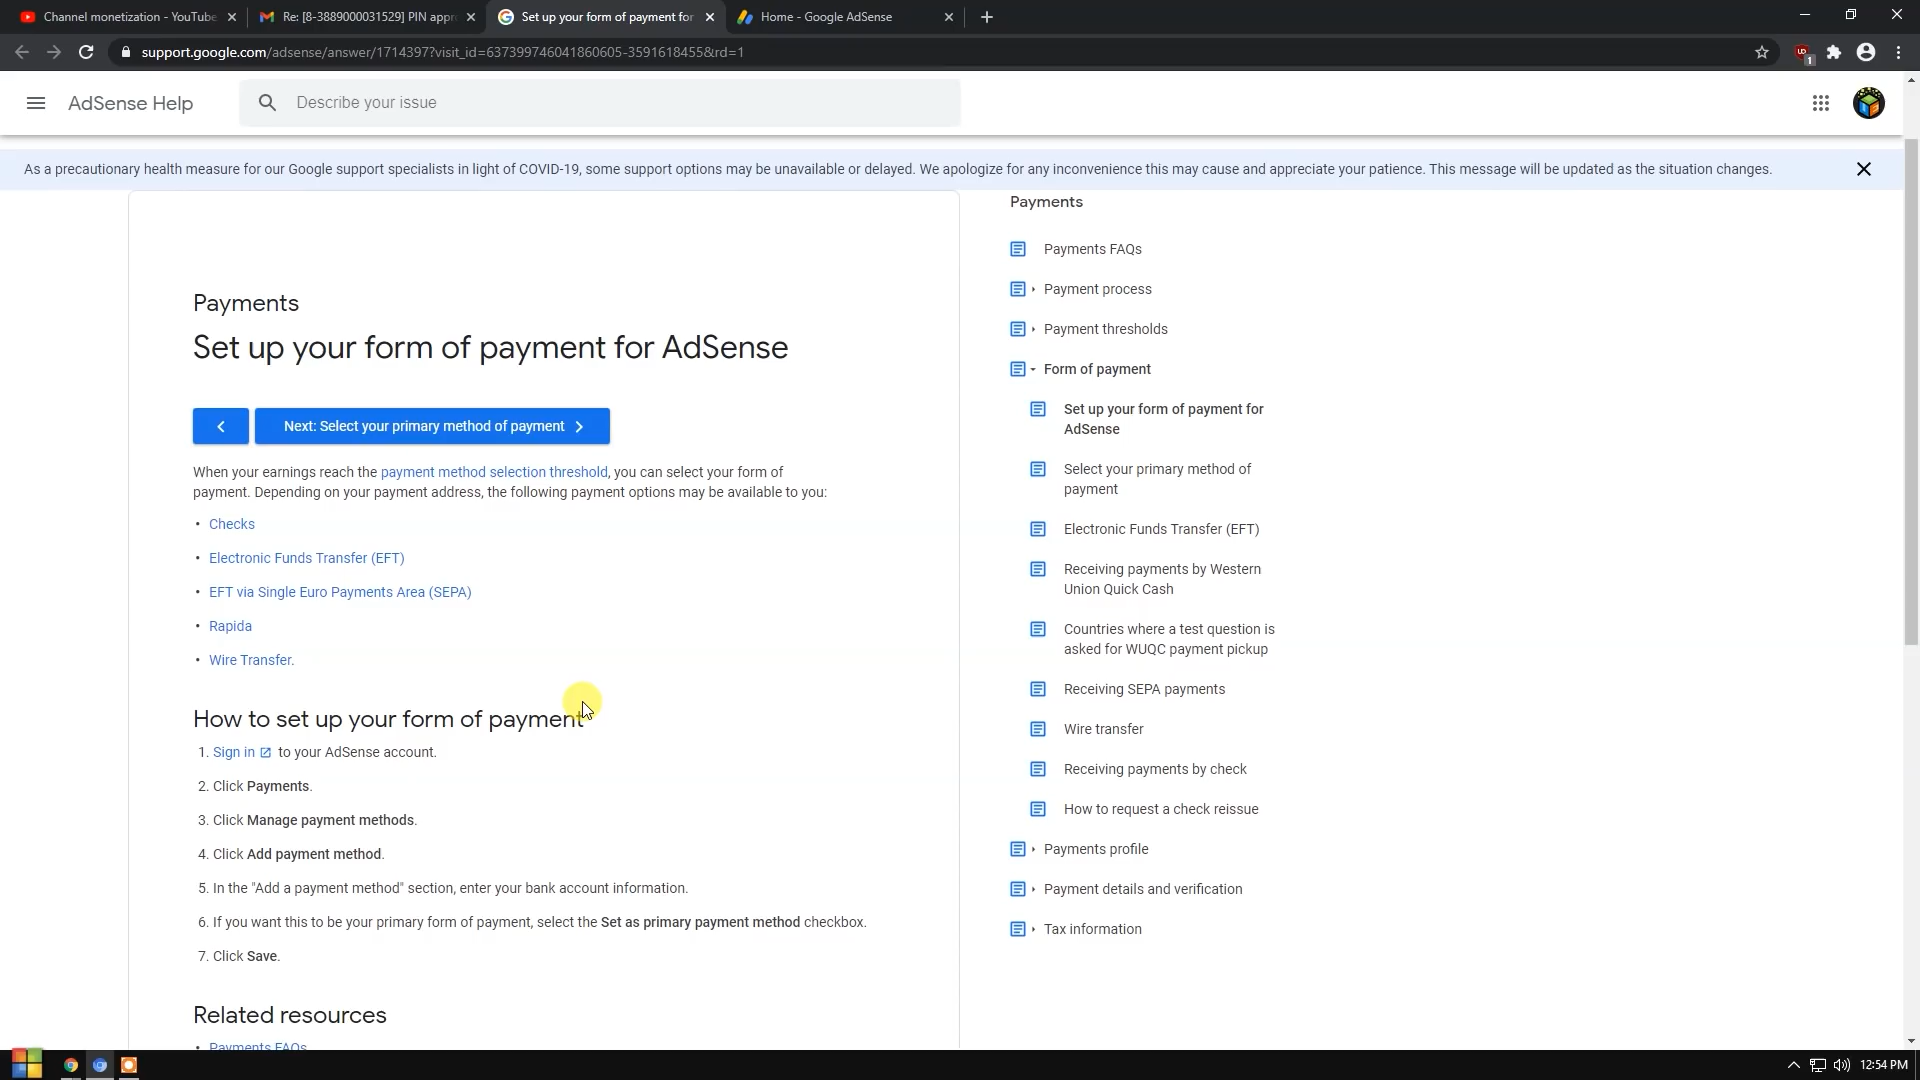 Channel monetization - YouTube
Re: [8-3889000031529] PIN appr
Set up your form of payment for
Home - Google AdSense
support.google.com/adsense/answer/1714397?visit_id=637399746041860605-3591618455&rd=1
1
AdSense Help
Describe your issue
As a precautionary health measure for our Google support specialists in light of COVID-19, some support options may be unavailable or delayed. We apologize for any inconvenience this may cause and appreciate your patience. This message will be updated as the situation changes.
Payments
Set up your form of payment for AdSense
Next: Select your primary method of payment
When your earnings reach the payment method selection threshold, you can select your form of
payment. Depending on your payment address, the following payment options may be available to you:
• Checks
• Electronic Funds Transfer (EFT)
• EFT via Single Euro Payments Area (SEPA)
• Rapida
• Wire Transfer.
How to set up your form of payment
1. Sign in to your AdSense account.
2. Click Payments.
3. Click Manage payment methods.
4. Click Add payment method.
5. In the "Add a payment method" section, enter your bank account information.
6. If you want this to be your primary form of payment, select the Set as primary payment method checkbox.
7. Click Save.
Related resources
• Payments FAQs
Payments
Payments FAQs
Payment process
Payment thresholds
Form of payment
Set up your form of payment for
AdSense
Select your primary method of
payment
Electronic Funds Transfer (EFT)
Receiving payments by Western
Union Quick Cash
Countries where a test question is
asked for WUQC payment pickup
Receiving SEPA payments
Wire transfer
Receiving payments by check
How to request a check reissue
Payments profile
Payment details and verification
Tax information
12:54 PM